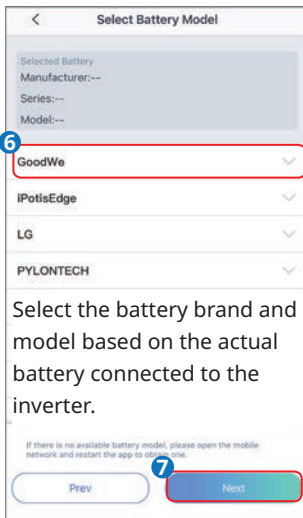 Select Battery Model
Selected Battery
Manufacturer:--
Series:--
Model:--
6
GoodWe
iPotisEdge
LG
PYLONTECH
Select the battery brand and
model based on the actual
battery connected to the
inverter.
If there is no available battery model, please open the mobile
network and restart the app to obtain one.
7
Prev
Next